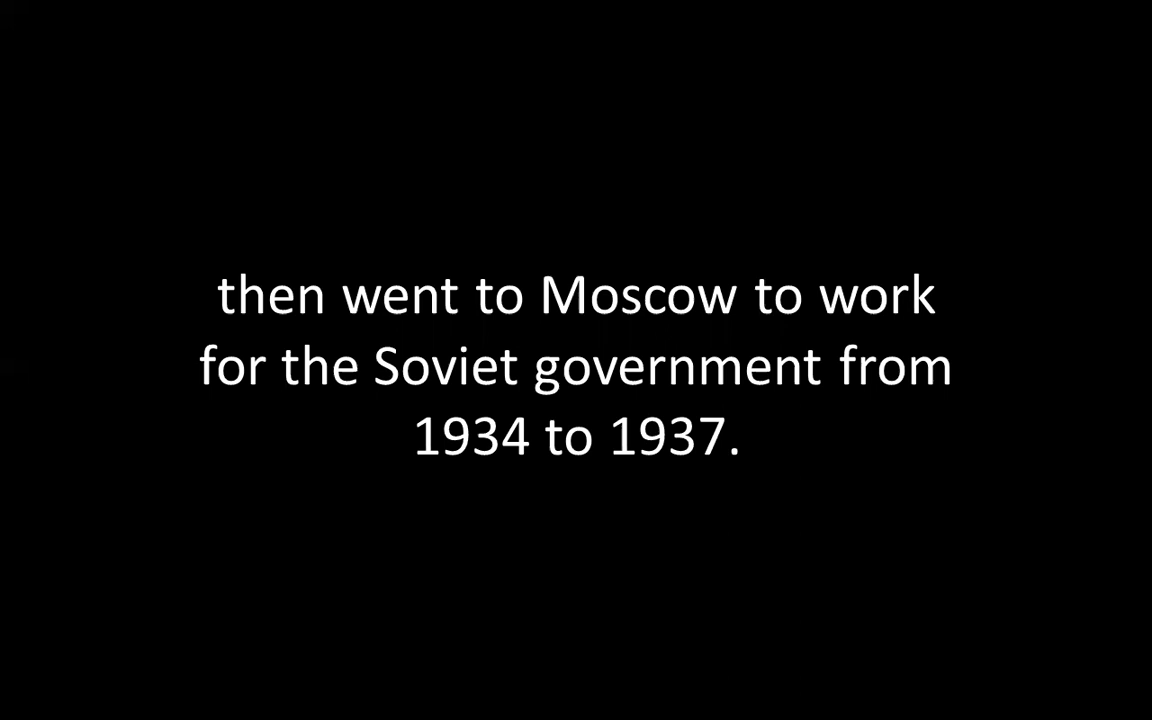 then went to Moscow to work
for the Soviet government from
1934 to 1937.